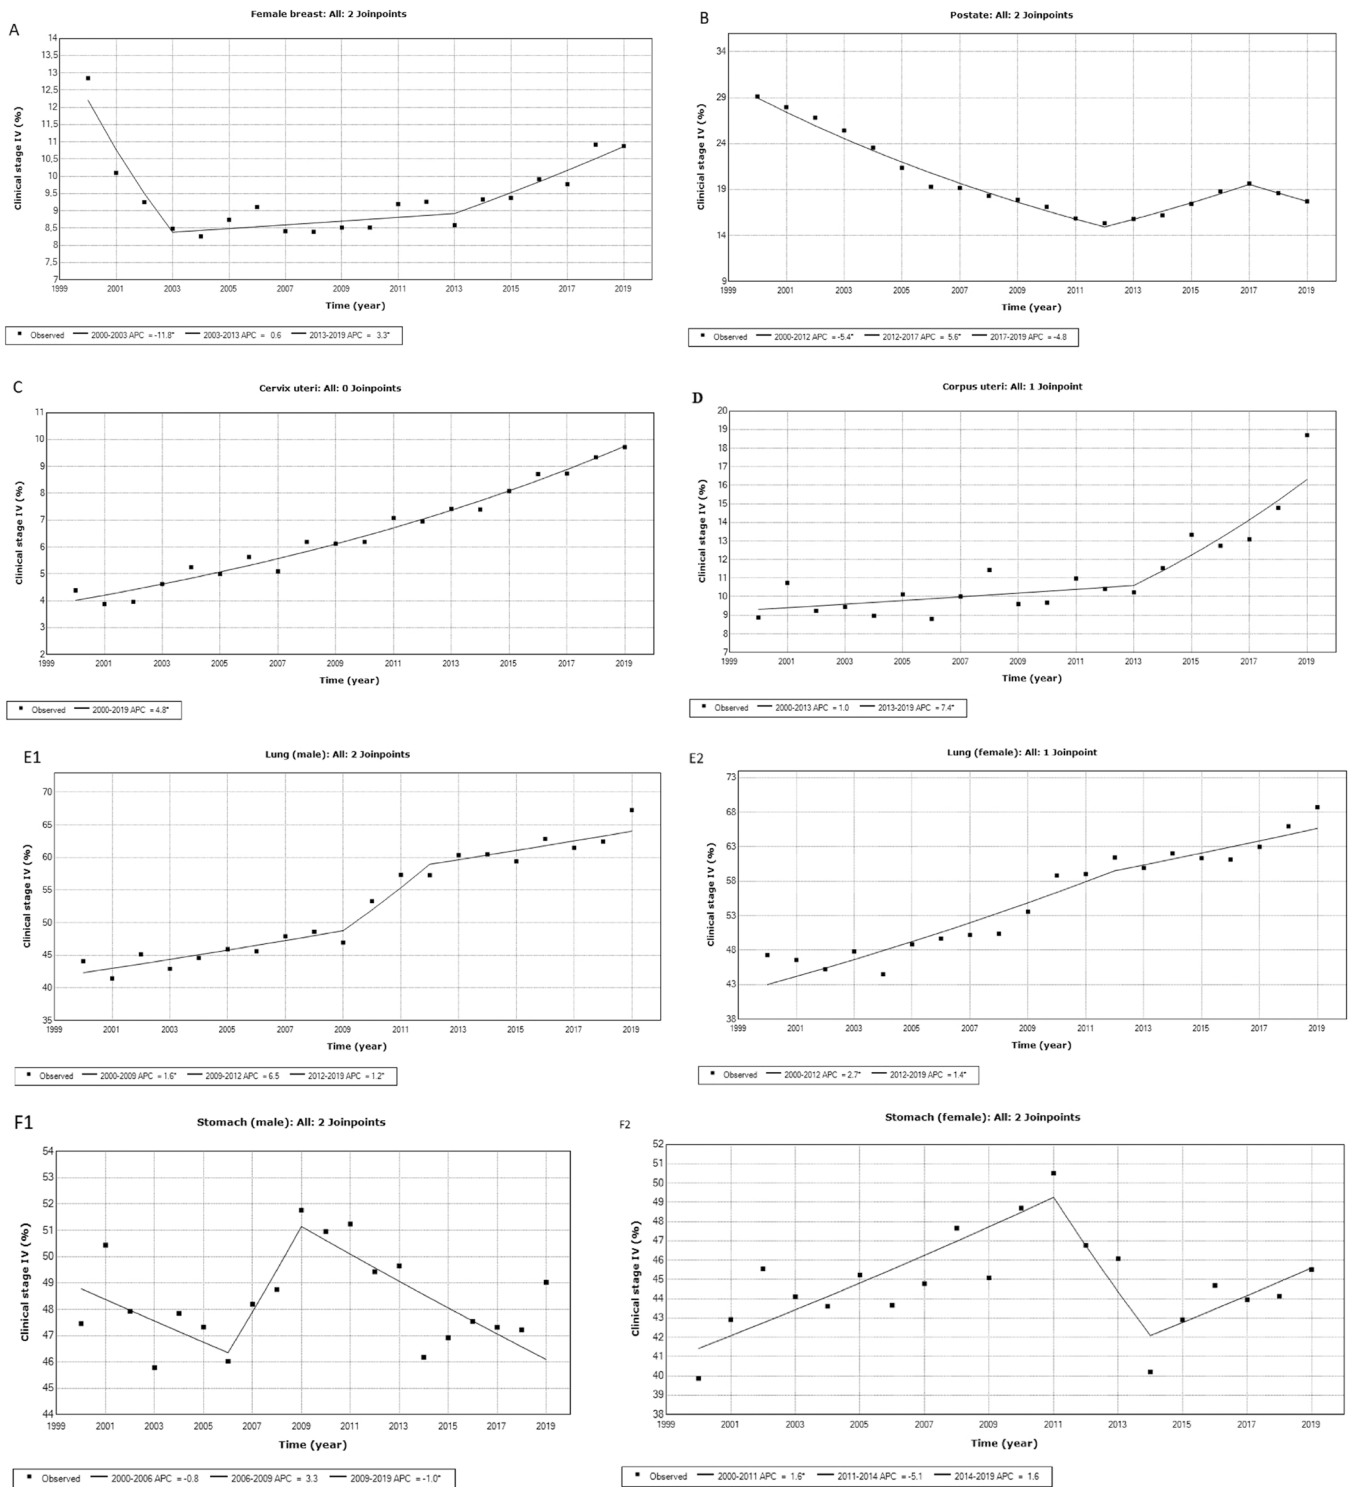 A
Female breast: All: 2 Joinpoints
Clinical stage IV (%)
14
13,5
13
12,5
12
11,5
11
10,5
10
9,5
9
8,5
8
7,5
7
1999 2001 2003 2005 2007 2009 2011 2013 2015 2017 2019
Time (year)
Observed 2000-2003 APC = -11.8* 2003-2013 APC = 0.6 2013-2019 APC = 3.3*
B
Postate: All: 2 Joinpoints
Clinicial stage IV (%)
34
29
24
19
14
9
1999 2001 2003 2005 2007 2009 2011 2013 2015 2017 2019
Time (year)
Observed 2000-2012 APC = -5.4* 2012-2017 APC = 5.6* 2017-2019 APC = -4.8
C
Cervix uteri: All: 0 Joinpoints
Clinical stage IV (%)
11
10
9
8
7
6
5
4
3
2
1999 2001 2003 2005 2007 2009 2011 2013 2015 2017 2019
Time (year)
Observed 2000-2019 APC = 4.8*
D
Corpus uteri: All: 1 Joinpoint
Clinical stage IV (%)
20
19
18
17
16
15
14
13
12
11
10
9
8
7
1999 2001 2003 2005 2007 2009 2011 2013 2015 2017 2019
Time (year)
Observed 2000-2013 APC = 1.0 2013-2019 APC = 7.4*
E1
Lung (male): All: 2 Joinpoints
Clinical stage IV (%)
70
65
60
55
50
45
40
35
1999 2001 2003 2005 2007 2009 2011 2013 2015 2017 2019
Time (year)
Observed 2000-2009 APC = 1.6* 2009-2012 APC = 6.5 2012-2019 APC = 1.2*
E2
Lung (female): All: 1 Joinpoint
Clinical stage IV (%)
73
68
63
58
53
48
43
38
1999 2001 2003 2005 2007 2009 2011 2013 2015 2017 2019
Time (year)
Observed 2000-2012 APC = 2.7* 2012-2019 APC = 1.4*
F1
Stomach (male): All: 2 Joinpoints
Clinical stage IV (%)
54
53
52
51
50
49
48
47
46
45
44
1999 2001 2003 2005 2007 2009 2011 2013 2015 2017 2019
Time (year)
Observed 2000-2006 APC = -0.8 2006-2009 APC = 3.3 2009-2019 APC = -1.0*
F2
Stomach (female): All: 2 Joinpoints
Clinical stage IV (%)
52
51
50
49
48
47
46
45
44
43
42
41
40
39
38
1999 2001 2003 2005 2007 2009 2011 2013 2015 2017 2019
Time (year)
Observed 2000-2011 APC = 1.6* 2011-2014 APC = -5.1 2014-2019 APC = 1.6